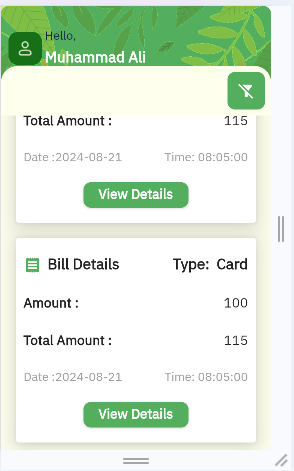 Hello,
Muhammad Ali
Total Amount : 115
Date :2024-08-21 Time: 08:05:00
View Details
Bill Details Type: Card
Amount : 100
Total Amount : 115
Date :2024-08-21 Time: 08:05:00
View Details